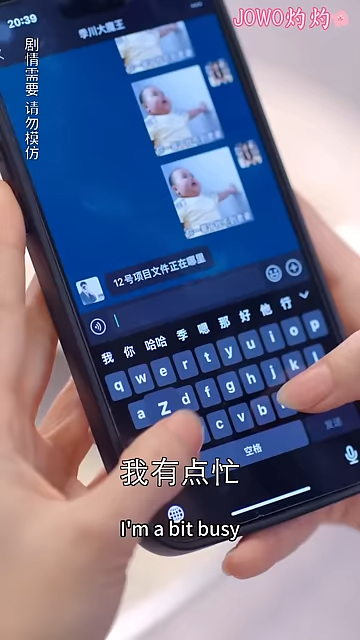 JOWO灼灼
20:39
季川大魔王
剧情需要 请勿模仿
12号项目文件正在哪里
我 你 哈哈 季 嗯 那 好 他 行
q w e r t y u i o p
a Z d f g h j k l
c v b
空格
发送
我有点忙
I'm a bit busy